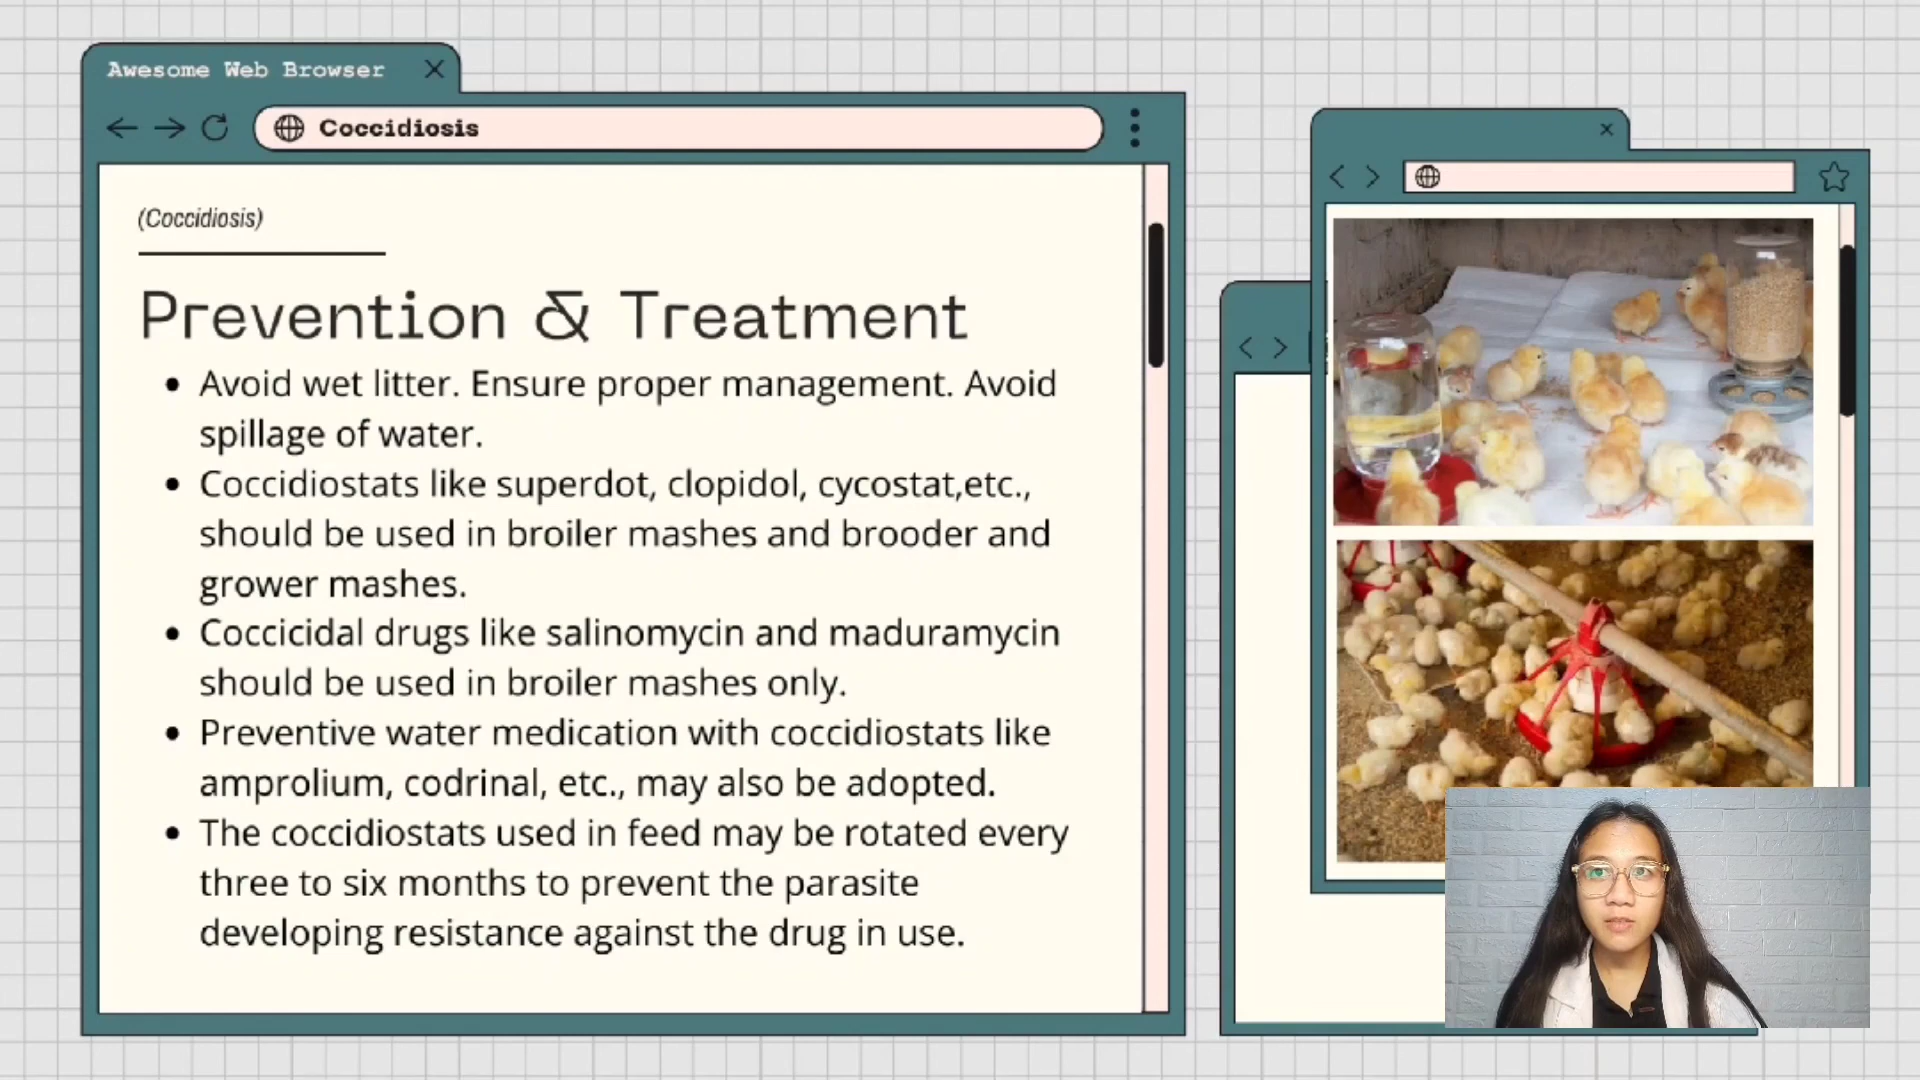 Awesome Web Browser
Coccidiosis
(Coccidiosis)
Prevention & Treatment
• Avoid wet litter. Ensure proper management. Avoid
spillage of water.
• Coccidiostats like superdot, clopidol, cycostat,etc.,
should be used in broiler mashes and brooder and
grower mashes.
• Coccicidal drugs like salinomycin and maduramycin
should be used in broiler mashes only.
• Preventive water medication with coccidiostats like
amprolium, codrinal, etc., may also be adopted.
• The coccidiostats used in feed may be rotated every
three to six months to prevent the parasite
developing resistance against the drug in use.